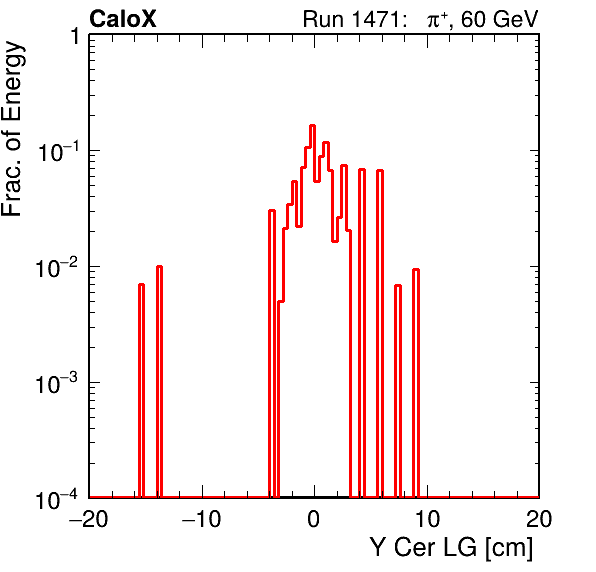 CaloX Run 1471: π⁺, 60 GeV
Frac. of Energy
1
10⁻¹
10⁻²
10⁻³
10⁻⁴
−20 −10 0 10 20
Y Cer LG [cm]